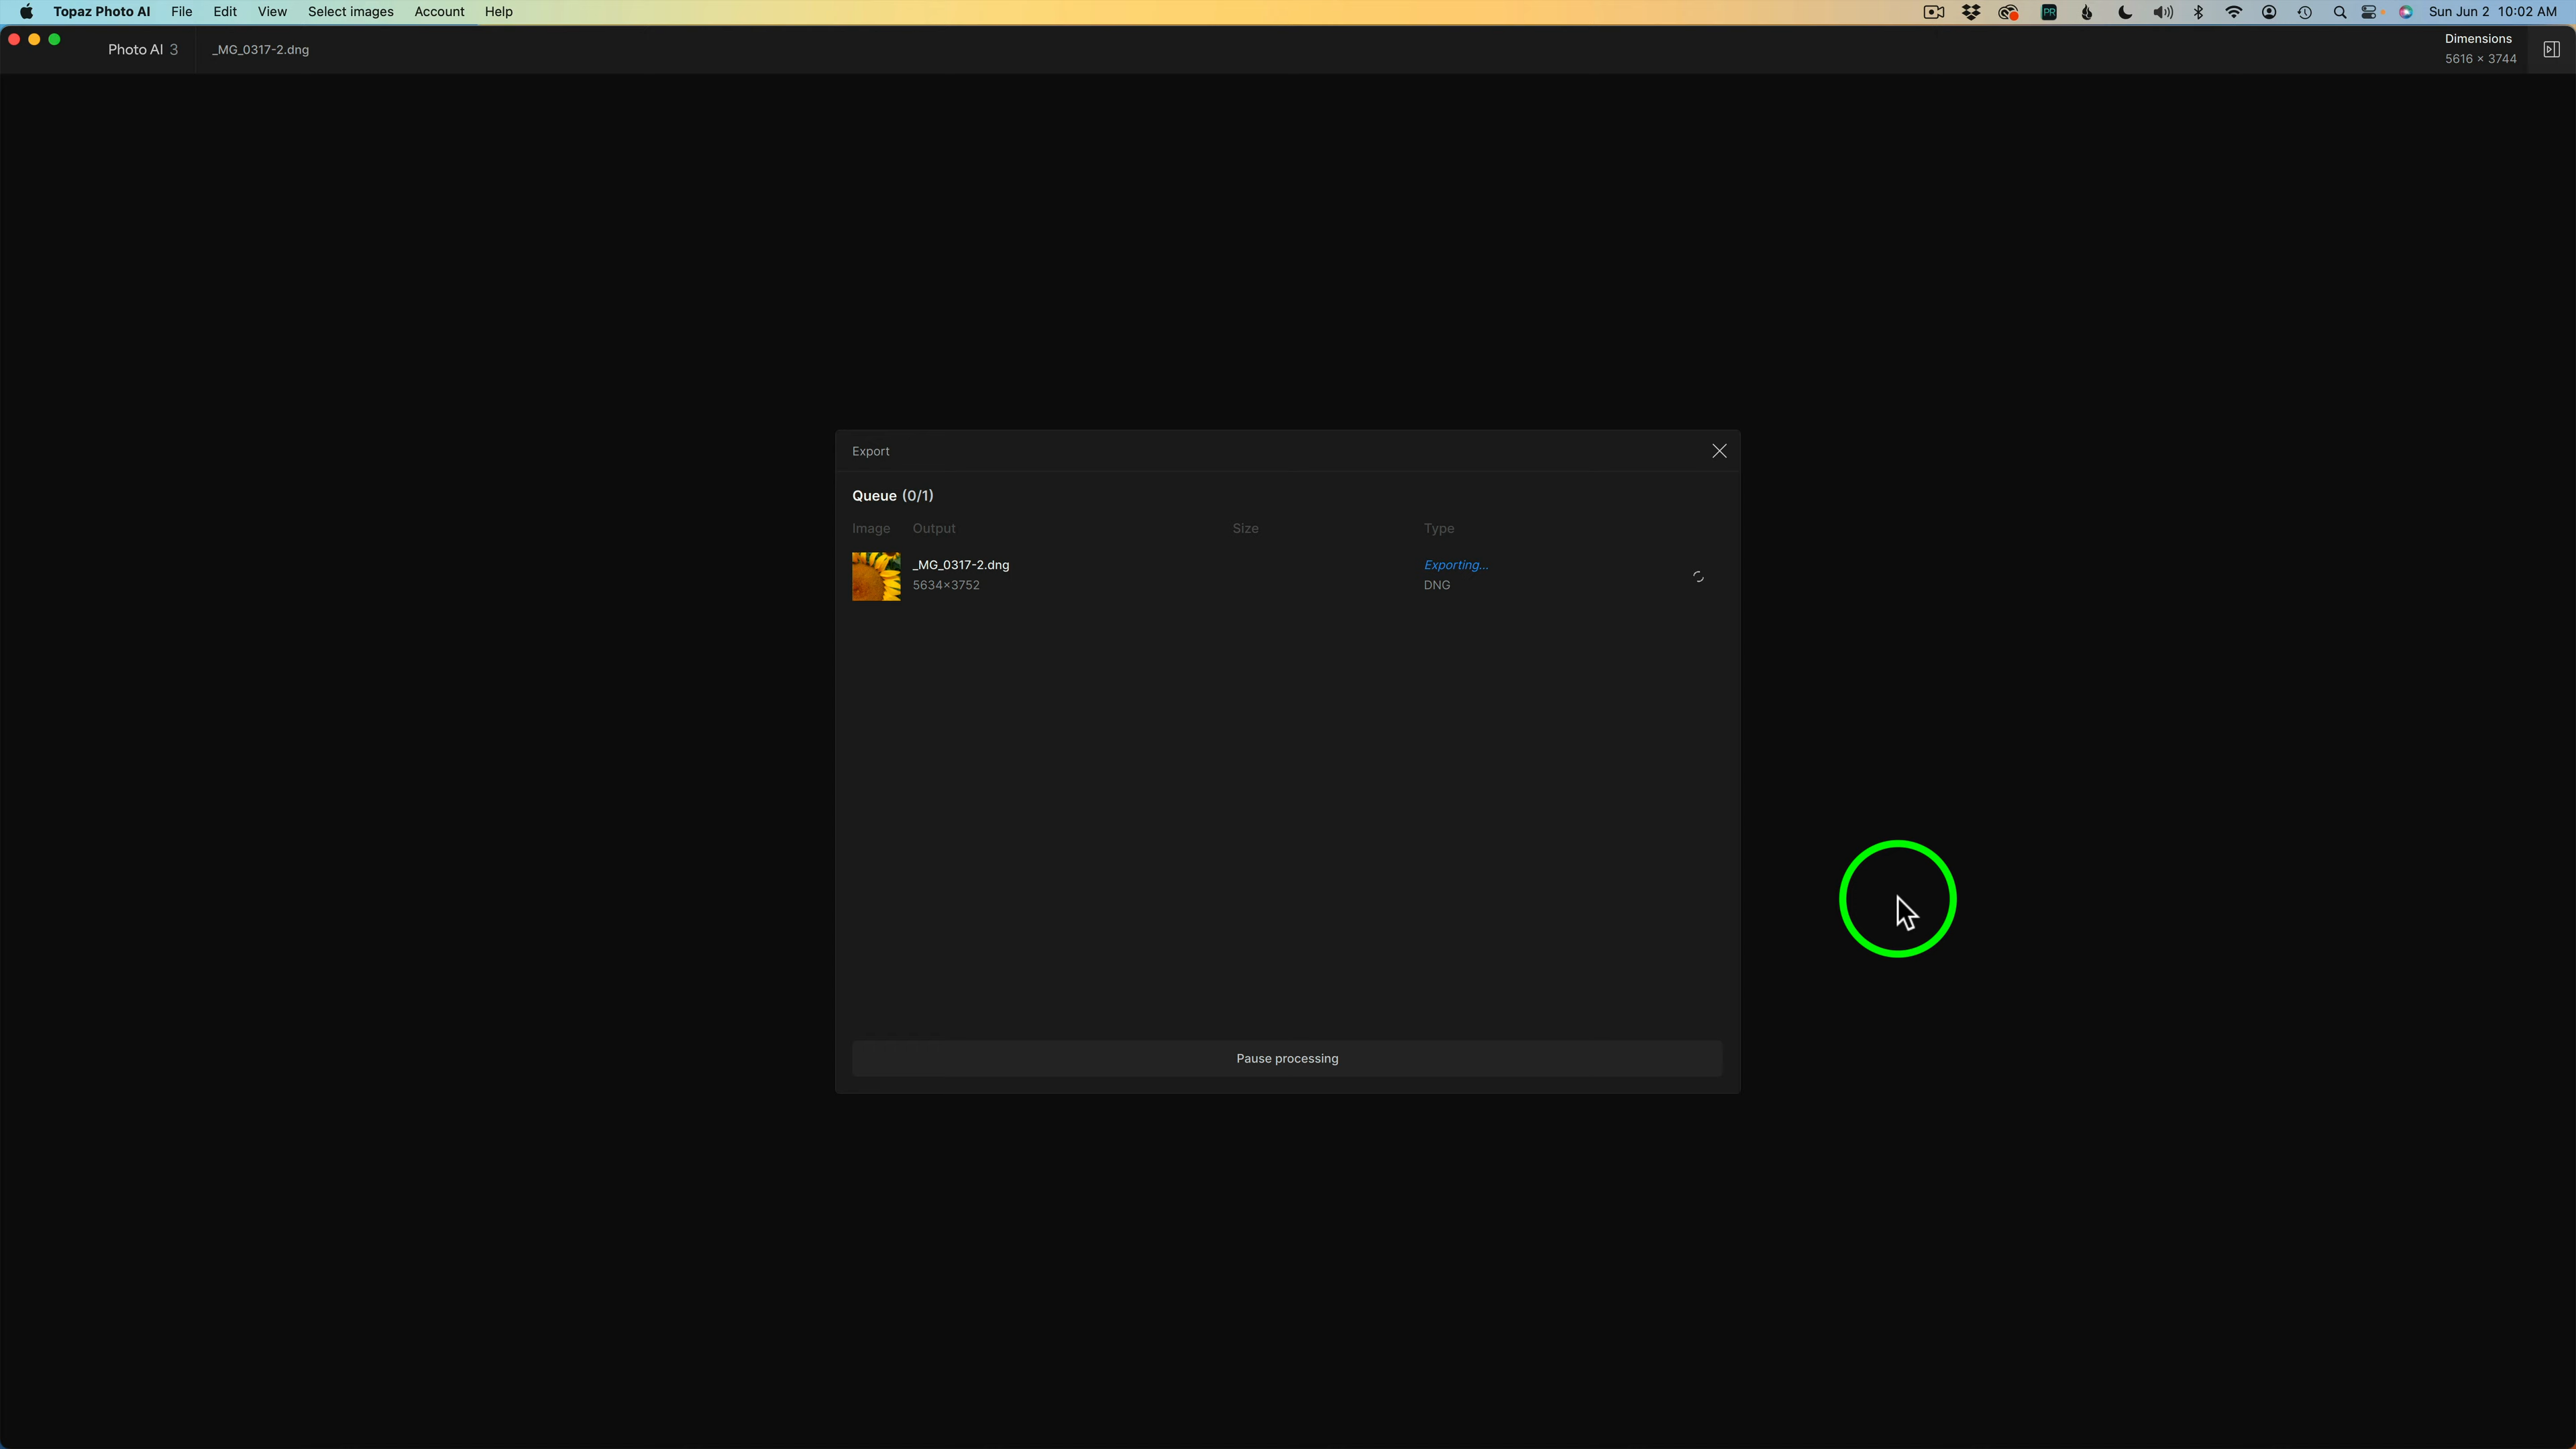 Topaz Photo AI File Edit View Select images Account Help PR Sun Jun 2 10:02 AM
Photo AI 3 _MG_0317-2.dng
Dimensions
5616 × 3744
Export
Queue (0/1)
Image Output Size Type
_MG_0317-2.dng Exporting...
5634×3752 DNG
Pause processing